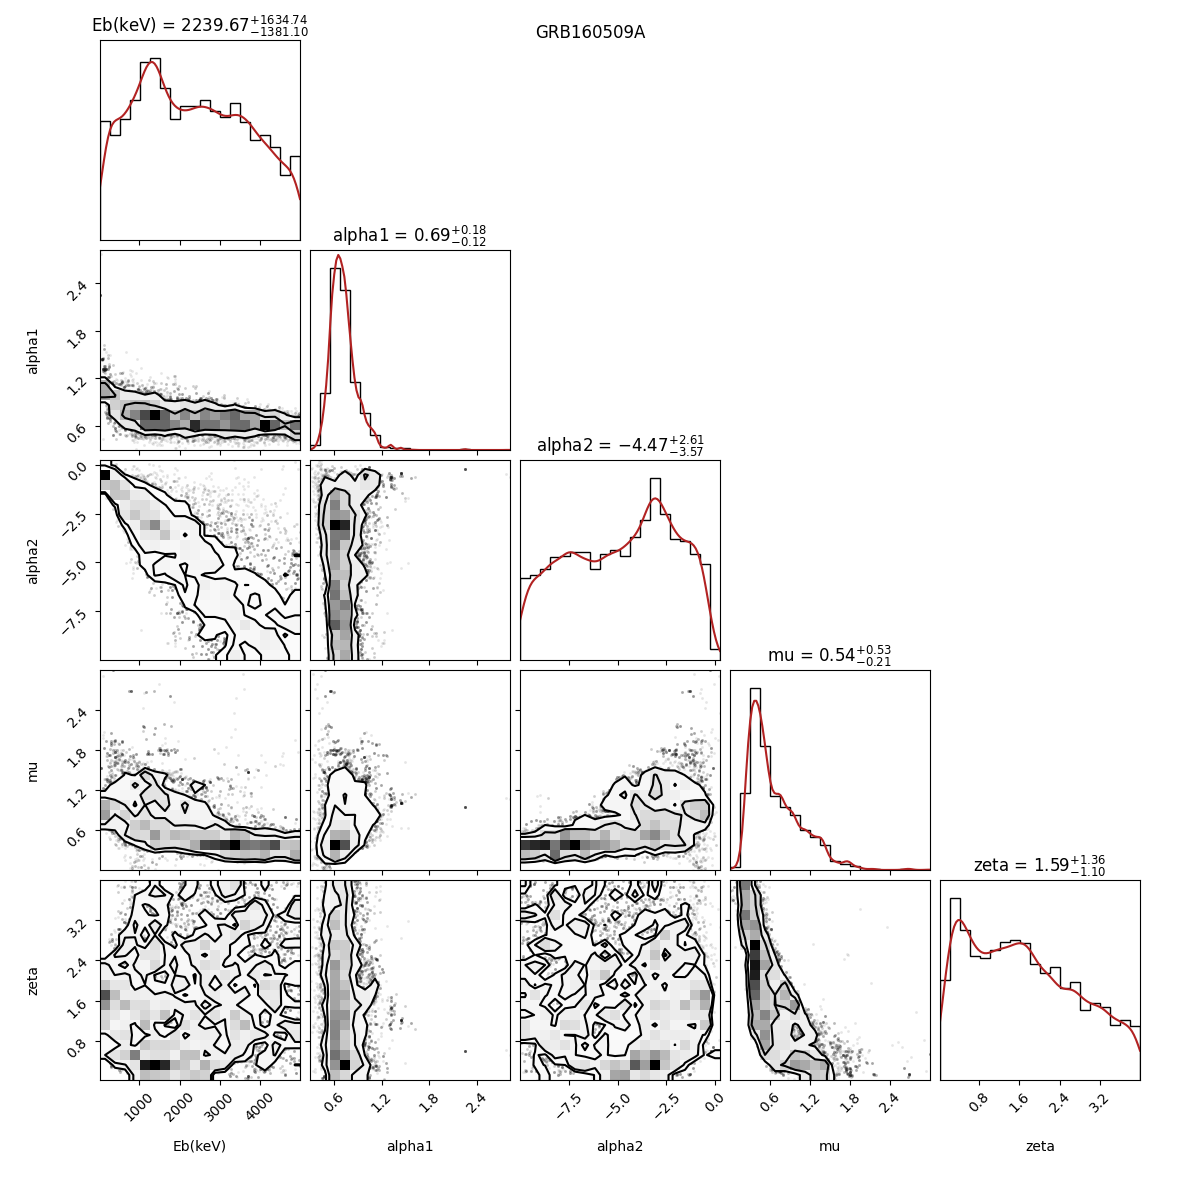 GRB160509A
Eb(keV) = 2239.67+1634.74 −1381.10
alpha1 = 0.69+0.18 −0.12
alpha1
2.4
1.8
1.2
0.6
alpha2 = −4.47+2.61 −3.57
alpha2
0.0
−2.5
−5.0
−7.5
mu = 0.54+0.53 −0.21
mu
2.4
1.8
1.2
0.6
zeta = 1.59+1.36 −1.10
zeta
3.2
2.4
1.6
0.8
1000 2000 3000 4000 0.6 1.2 1.8 2.4 −7.5 −5.0 −2.5 0.0 0.6 1.2 1.8 2.4 0.8 1.6 2.4 3.2
Eb(keV) alpha1 alpha2 mu zeta